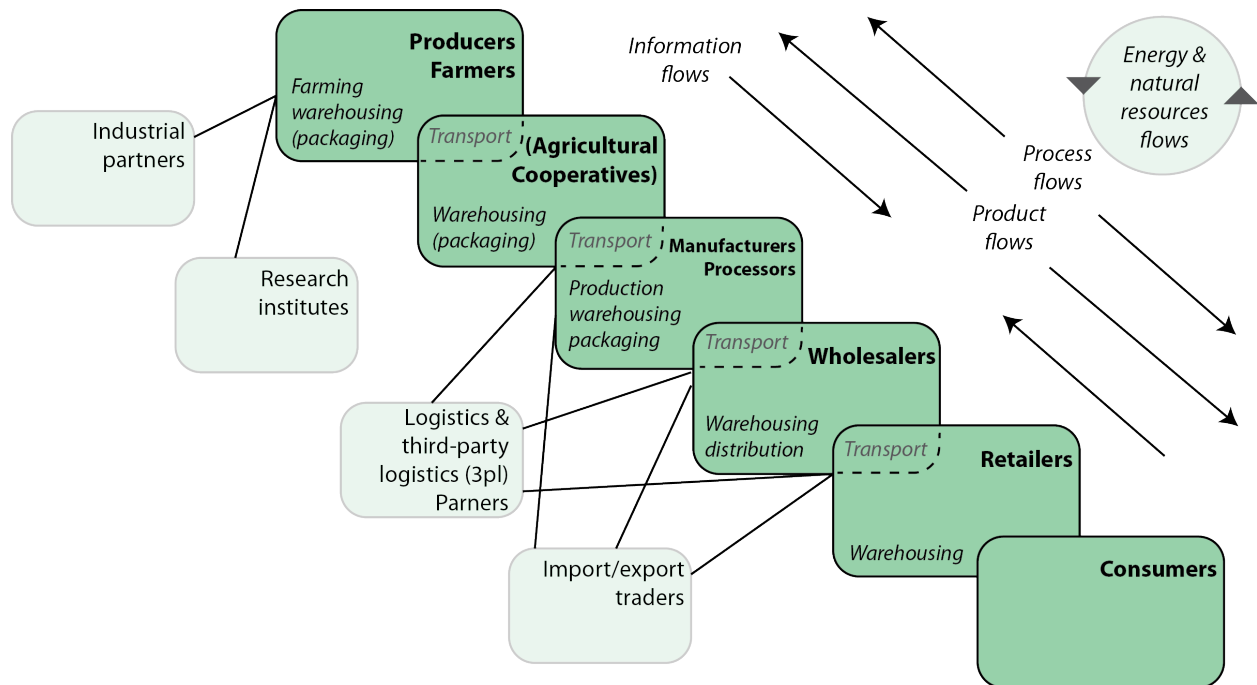 Producers
Farmers
Farming
warehousing
(packaging)
Industrial
partners
Research
institutes
Transport
(Agricultural
Cooperatives)
Warehousing
(packaging)
Transport
Manufacturers
Processors
Production
warehousing
packaging
Logistics &
third-party
logistics (3pl)
Parners
Transport
Wholesalers
Warehousing
distribution
Import/export
traders
Transport
Retailers
Warehousing
Consumers
Information
flows
Process
flows
Product
flows
Energy &
natural
resources
flows